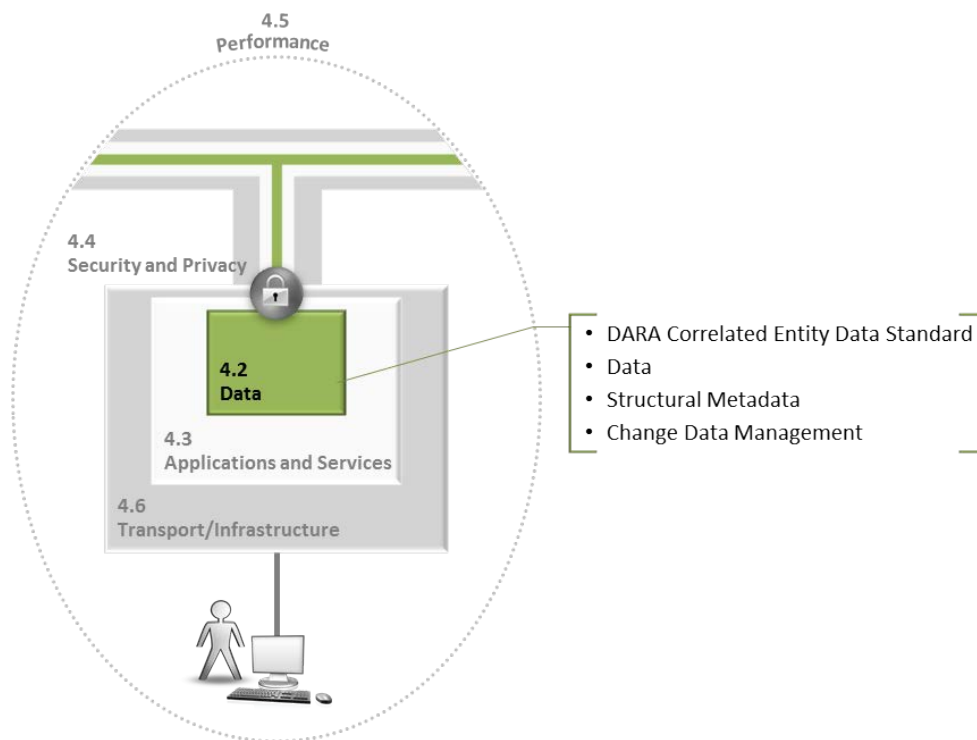 4.5
Performance
4.4
Security and Privacy
4.2
Data
4.3
Applications and Services
4.6
Transport/Infrastructure
• DARA Correlated Entity Data Standard
• Data
• Structural Metadata
• Change Data Management